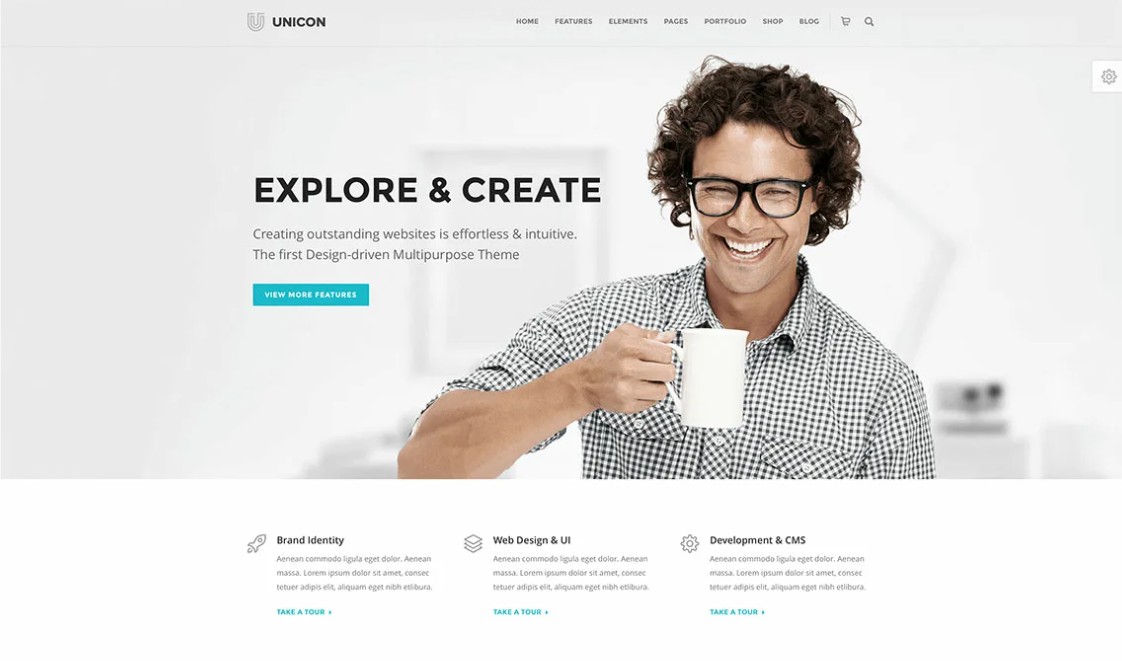 UNICON
HOME FEATURES ELEMENTS PAGES PORTFOLIO SHOP BLOG
EXPLORE & CREATE
Creating outstanding websites is effortless & intuitive.
The first Design-driven Multipurpose Theme
VIEW MORE FEATURES
Brand Identity
Aenean commodo ligula eget dolor. Aenean
massa. Lorem ipsum dolor sit amet, consec
tetuer adipis elit, aliquam eget nibh etlibura.
TAKE A TOUR
Web Design & UI
Aenean commodo ligula eget dolor. Aenean
massa. Lorem ipsum dolor sit amet, consec
tetuer adipis elit, aliquam eget nibh etlibura.
TAKE A TOUR
Development & CMS
Aenean commodo ligula eget dolor. Aenean
massa. Lorem ipsum dolor sit amet, consec
tetuer adipis elit, aliquam eget nibh etlibura.
TAKE A TOUR